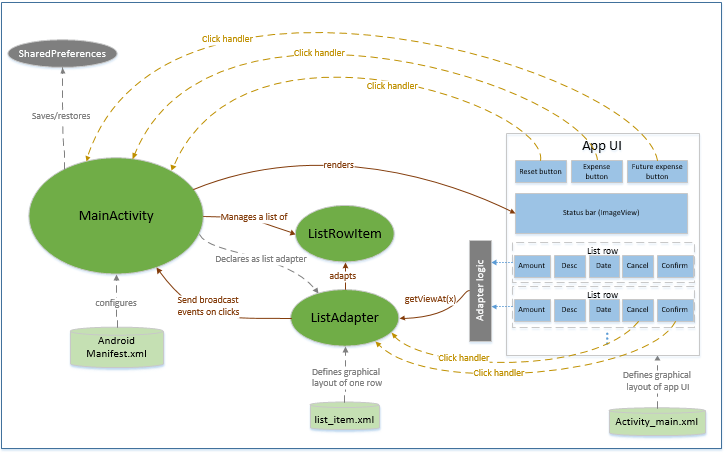 Click handler
SharedPreferences
Click handler
Click handler
Saves/restores
App UI
renders
Reset button
Expense
button
Future expense
button
MainActivity
Manages a list of
ListRowItem
Status bar (ImageView)
Declares as list adapter
Adapter logic
List row
Amount
Desc
Date
Cancel
Confirm
adapts
List row
Amount
Desc
Date
Cancel
Confirm
configures
Send broadcast
events on clicks
getViewAt(x)
ListAdapter
Android
Manifest.xml
Click handler
Click handler
Defines graphical
layout of one row
Defines graphical
layout of app UI
list_item.xml
Activity_main.xml